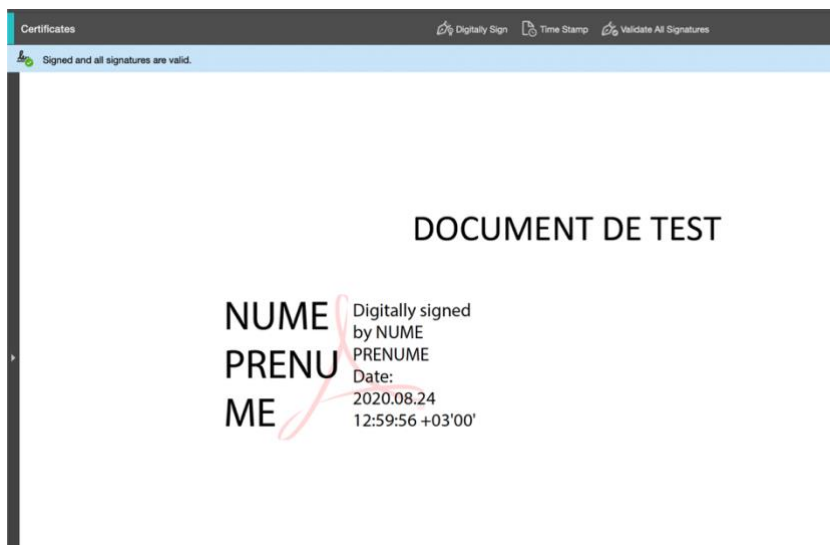 Certificates
Digitally Sign
Time Stamp
Validate All Signatures
Signed and all signatures are valid.
DOCUMENT DE TEST
NUME
PRENU
ME
Digitally signed
by NUME
PRENUME
Date:
2020.08.24
12:59:56 +03'00'